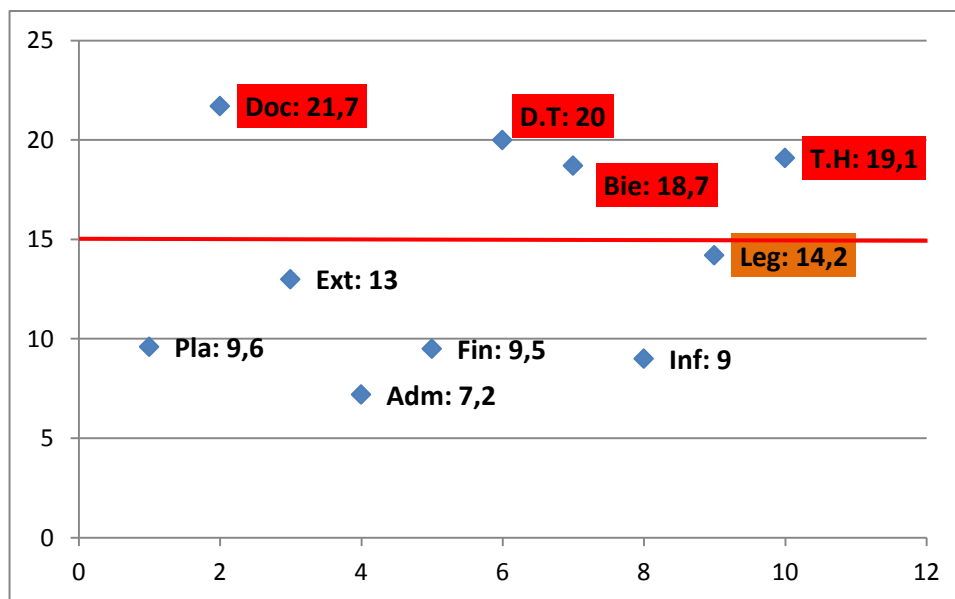 25
Doc: 21,7
D.T: 20
20
T.H: 19,1
Bie: 18,7
15
Leg: 14,2
Ext: 13
10
Pla: 9,6
Fin: 9,5
Inf: 9
Adm: 7,2
5
0
0 2 4 6 8 10 12